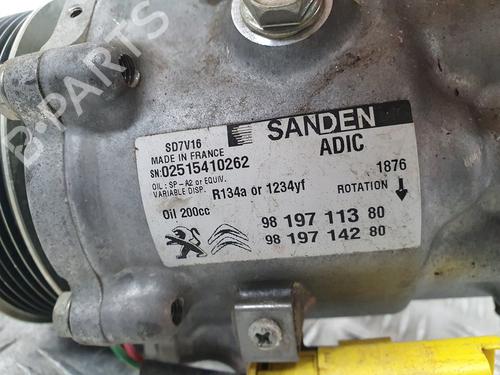 B-PARTS
SD7V16
MADE IN FRANCE
SN:02515410262
SANDEN
ADIC
OIL : SP-A2 or EQUIV.
VARIABLE DISP.
R134a or 1234yf
1876
ROTATION
Oil 200cc
98 197 113 80
98 197 142 80